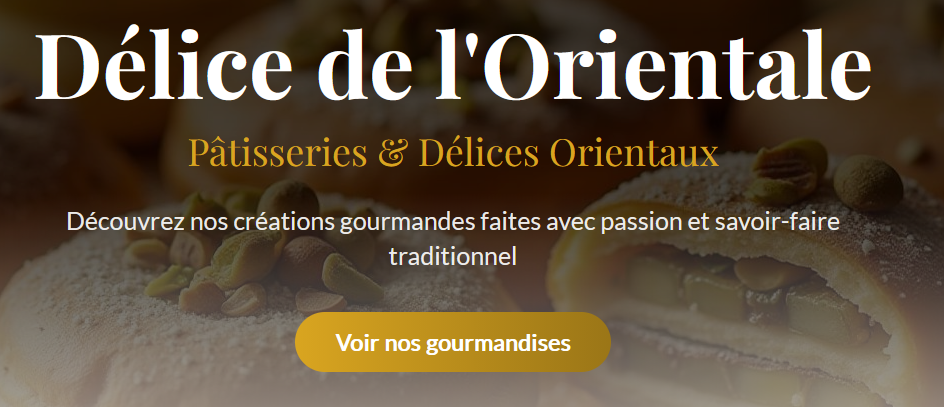 Délice de l'Orientale
Pâtisseries & Délices Orientaux
Découvrez nos créations gourmandes faites avec passion et savoir-faire
traditionnel
Voir nos gourmandises